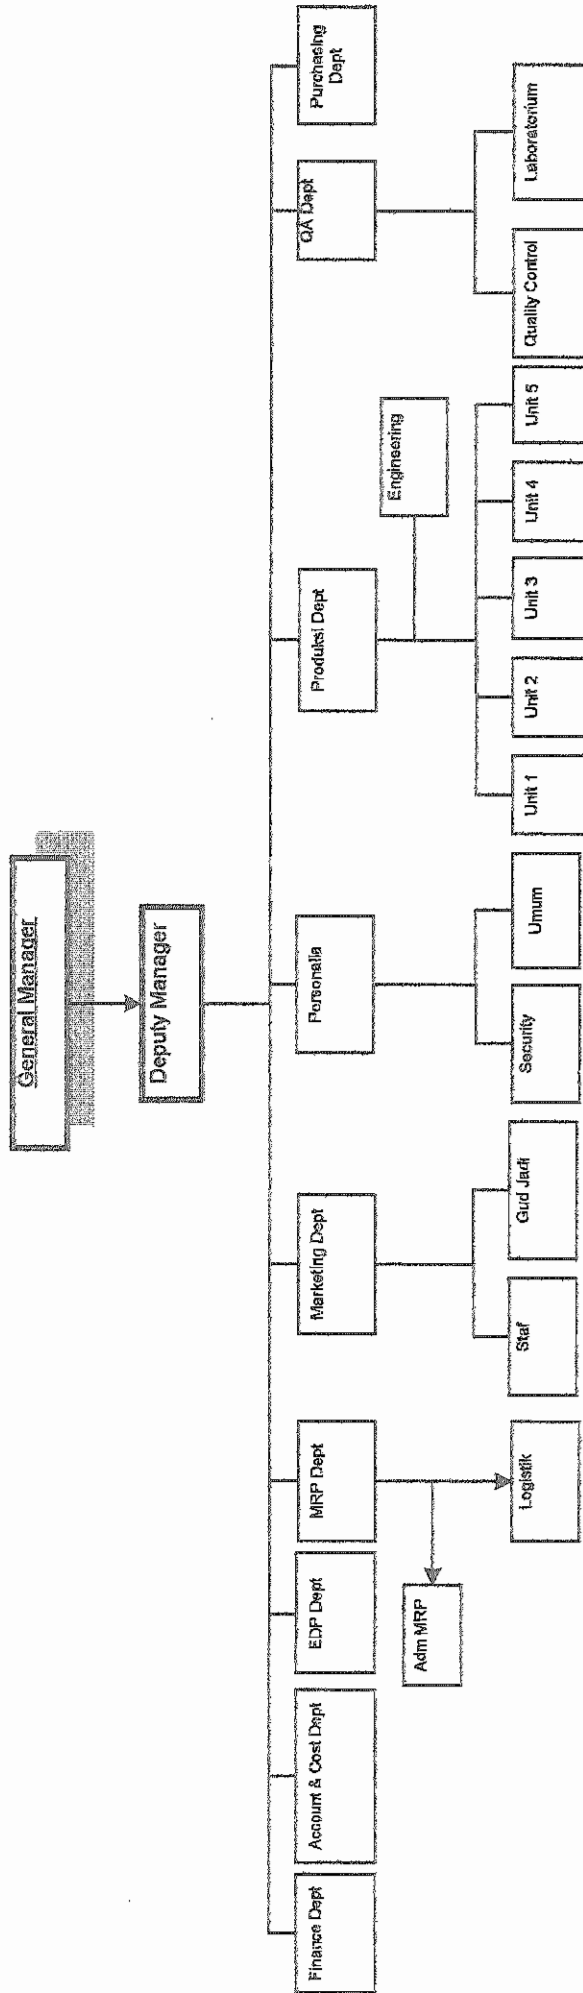 General Manager
Deputy Manager
Finance Dept
Account & Cost Dept
EDP Dept
MRP Dept
Marketing Dept
Personalia
Produksi Dept
QA Dept
Purchasing
Dept
Adm MRP
Engineering
Logistik
Staf
Gud Jadi
Security
Umum
Unit 1
Unit 2
Unit 3
Unit 4
Unit 5
Quality Control
Laboratorium